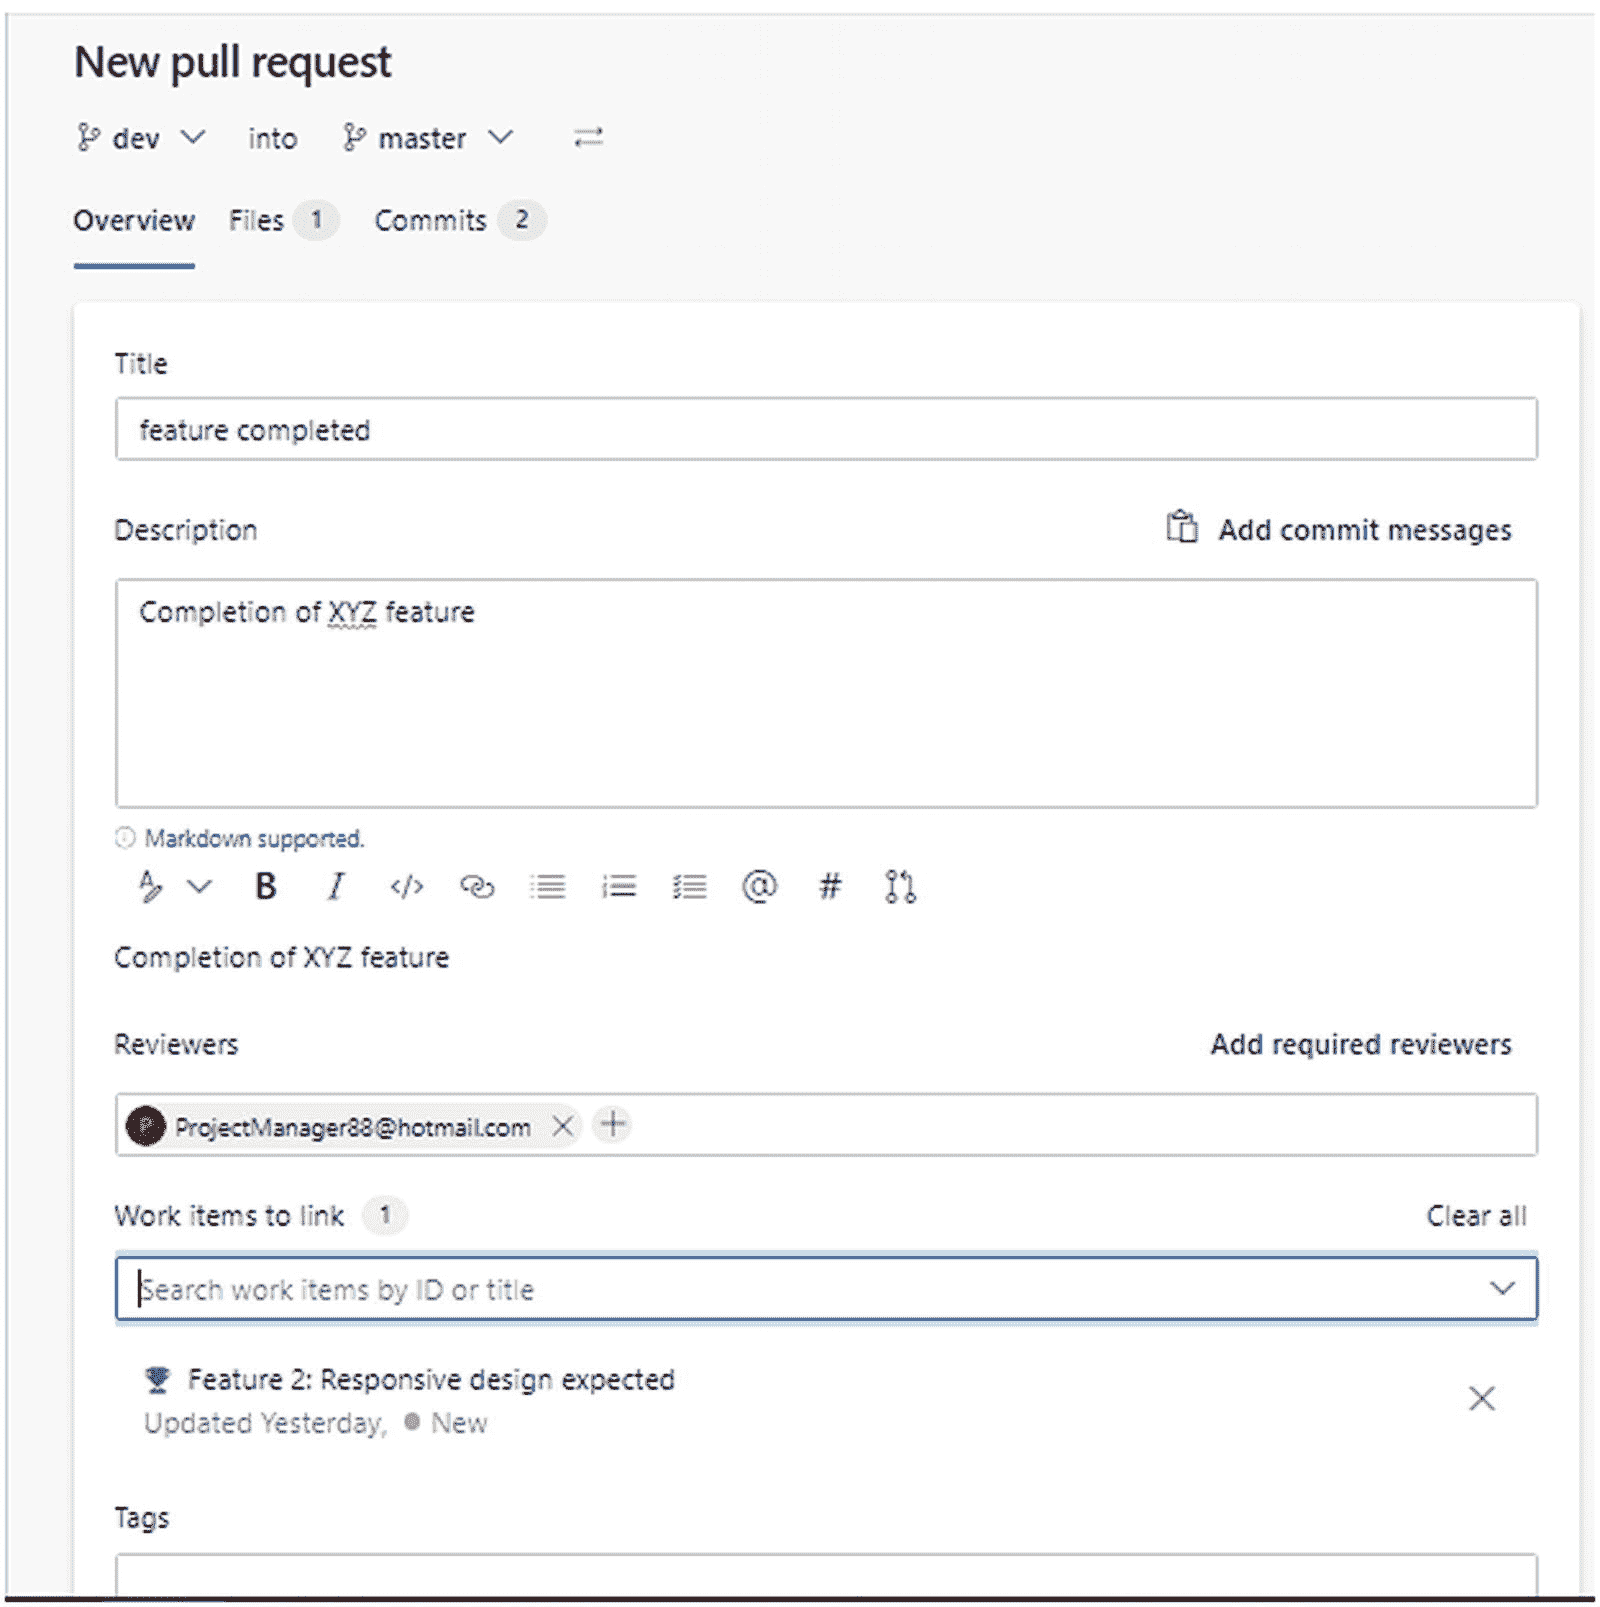 New pull request
dev into master
Overview Files 1 Commits 2
Title
feature completed
Description Add commit messages
Completion of XYZ feature
Markdown supported.
B I </> @ #
Completion of XYZ feature
Reviewers Add required reviewers
P ProjectManager88@hotmail.com
Work items to link 1 Clear all
Search work items by ID or title
Feature 2: Responsive design expected
Updated Yesterday, New
Tags